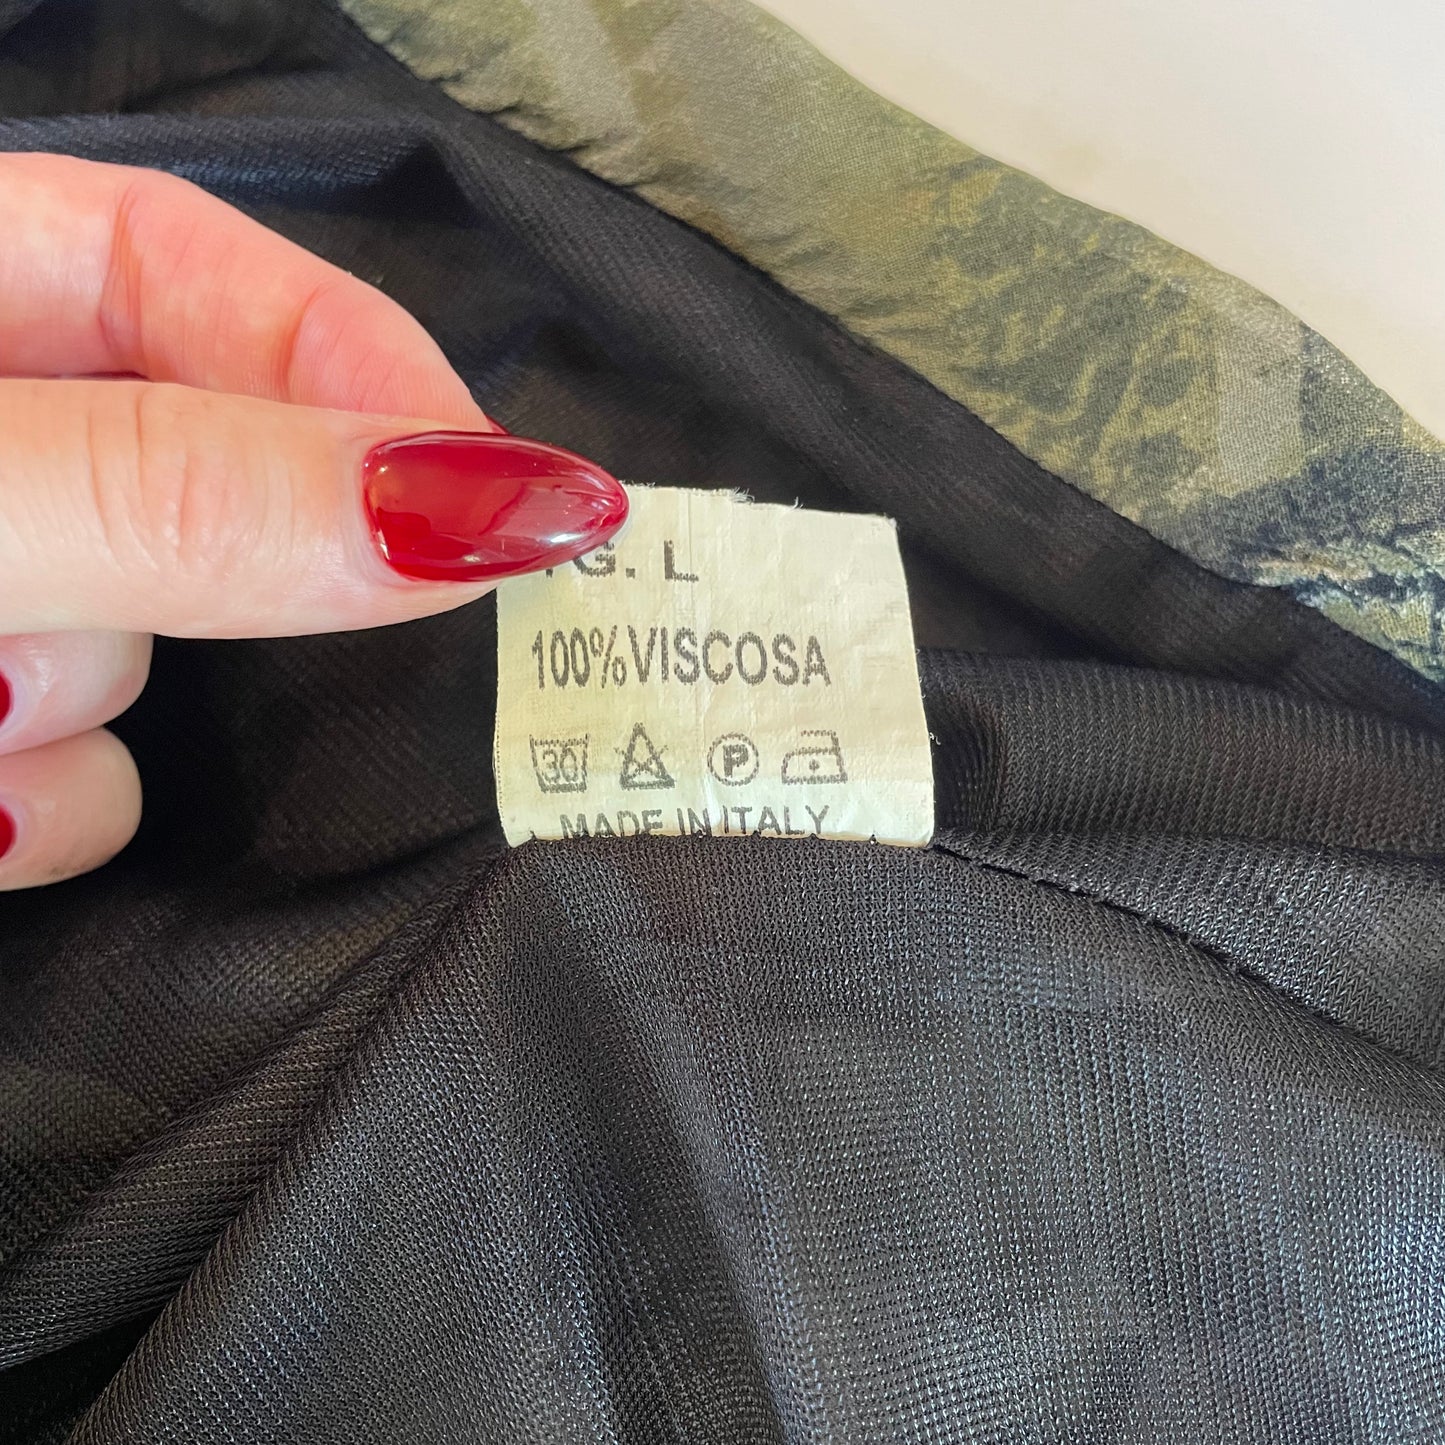 TG. L
100% VISCOSA
30 P
MADE IN ITALY